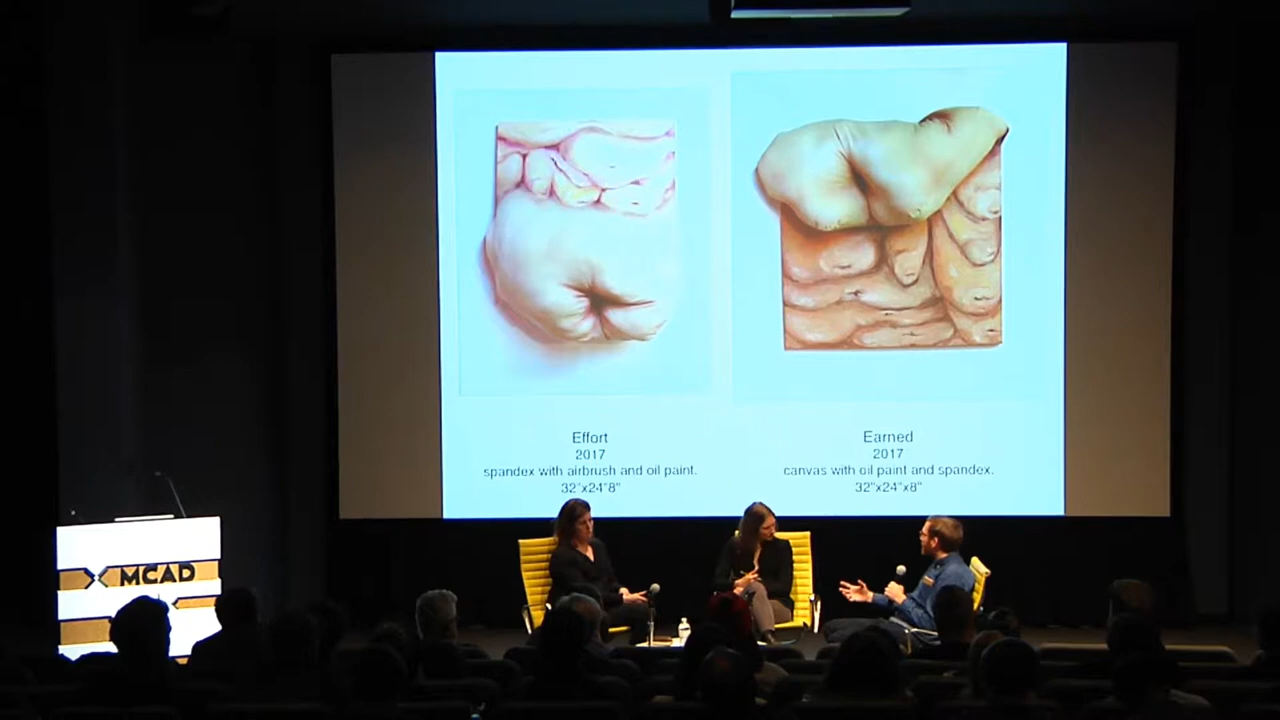 Effort
2017
spandex with airbrush and oil paint.
32"x24"8"
Earned
2017
canvas with oil paint and spandex.
32"x24"x8"
MCAD